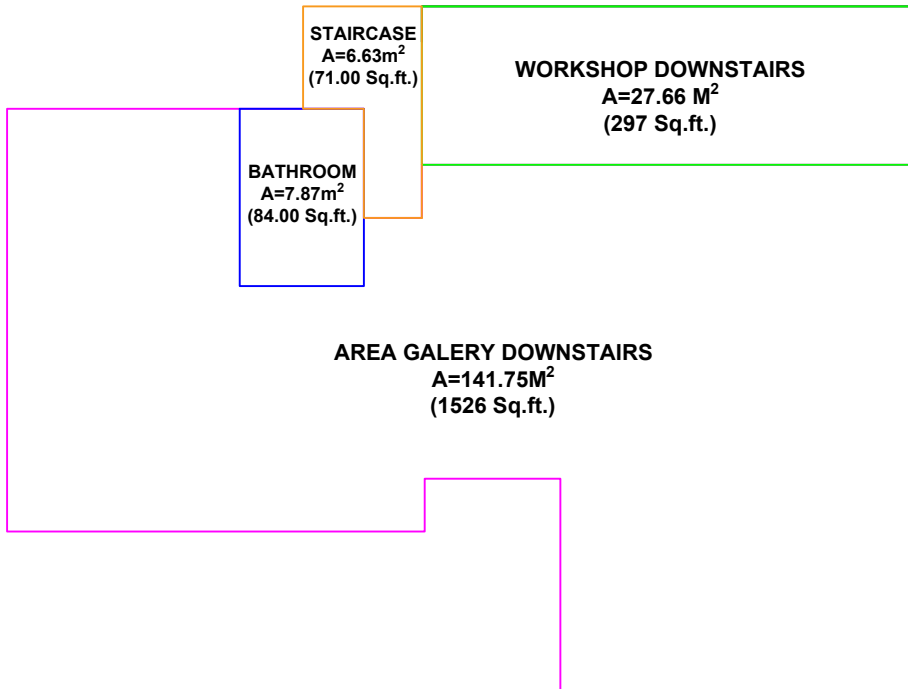 STAIRCASE
A=6.63m²
(71.00 Sq.ft.)
WORKSHOP DOWNSTAIRS
A=27.66 M²
(297 Sq.ft.)
BATHROOM
A=7.87m²
(84.00 Sq.ft.)
AREA GALERY DOWNSTAIRS
A=141.75M²
(1526 Sq.ft.)